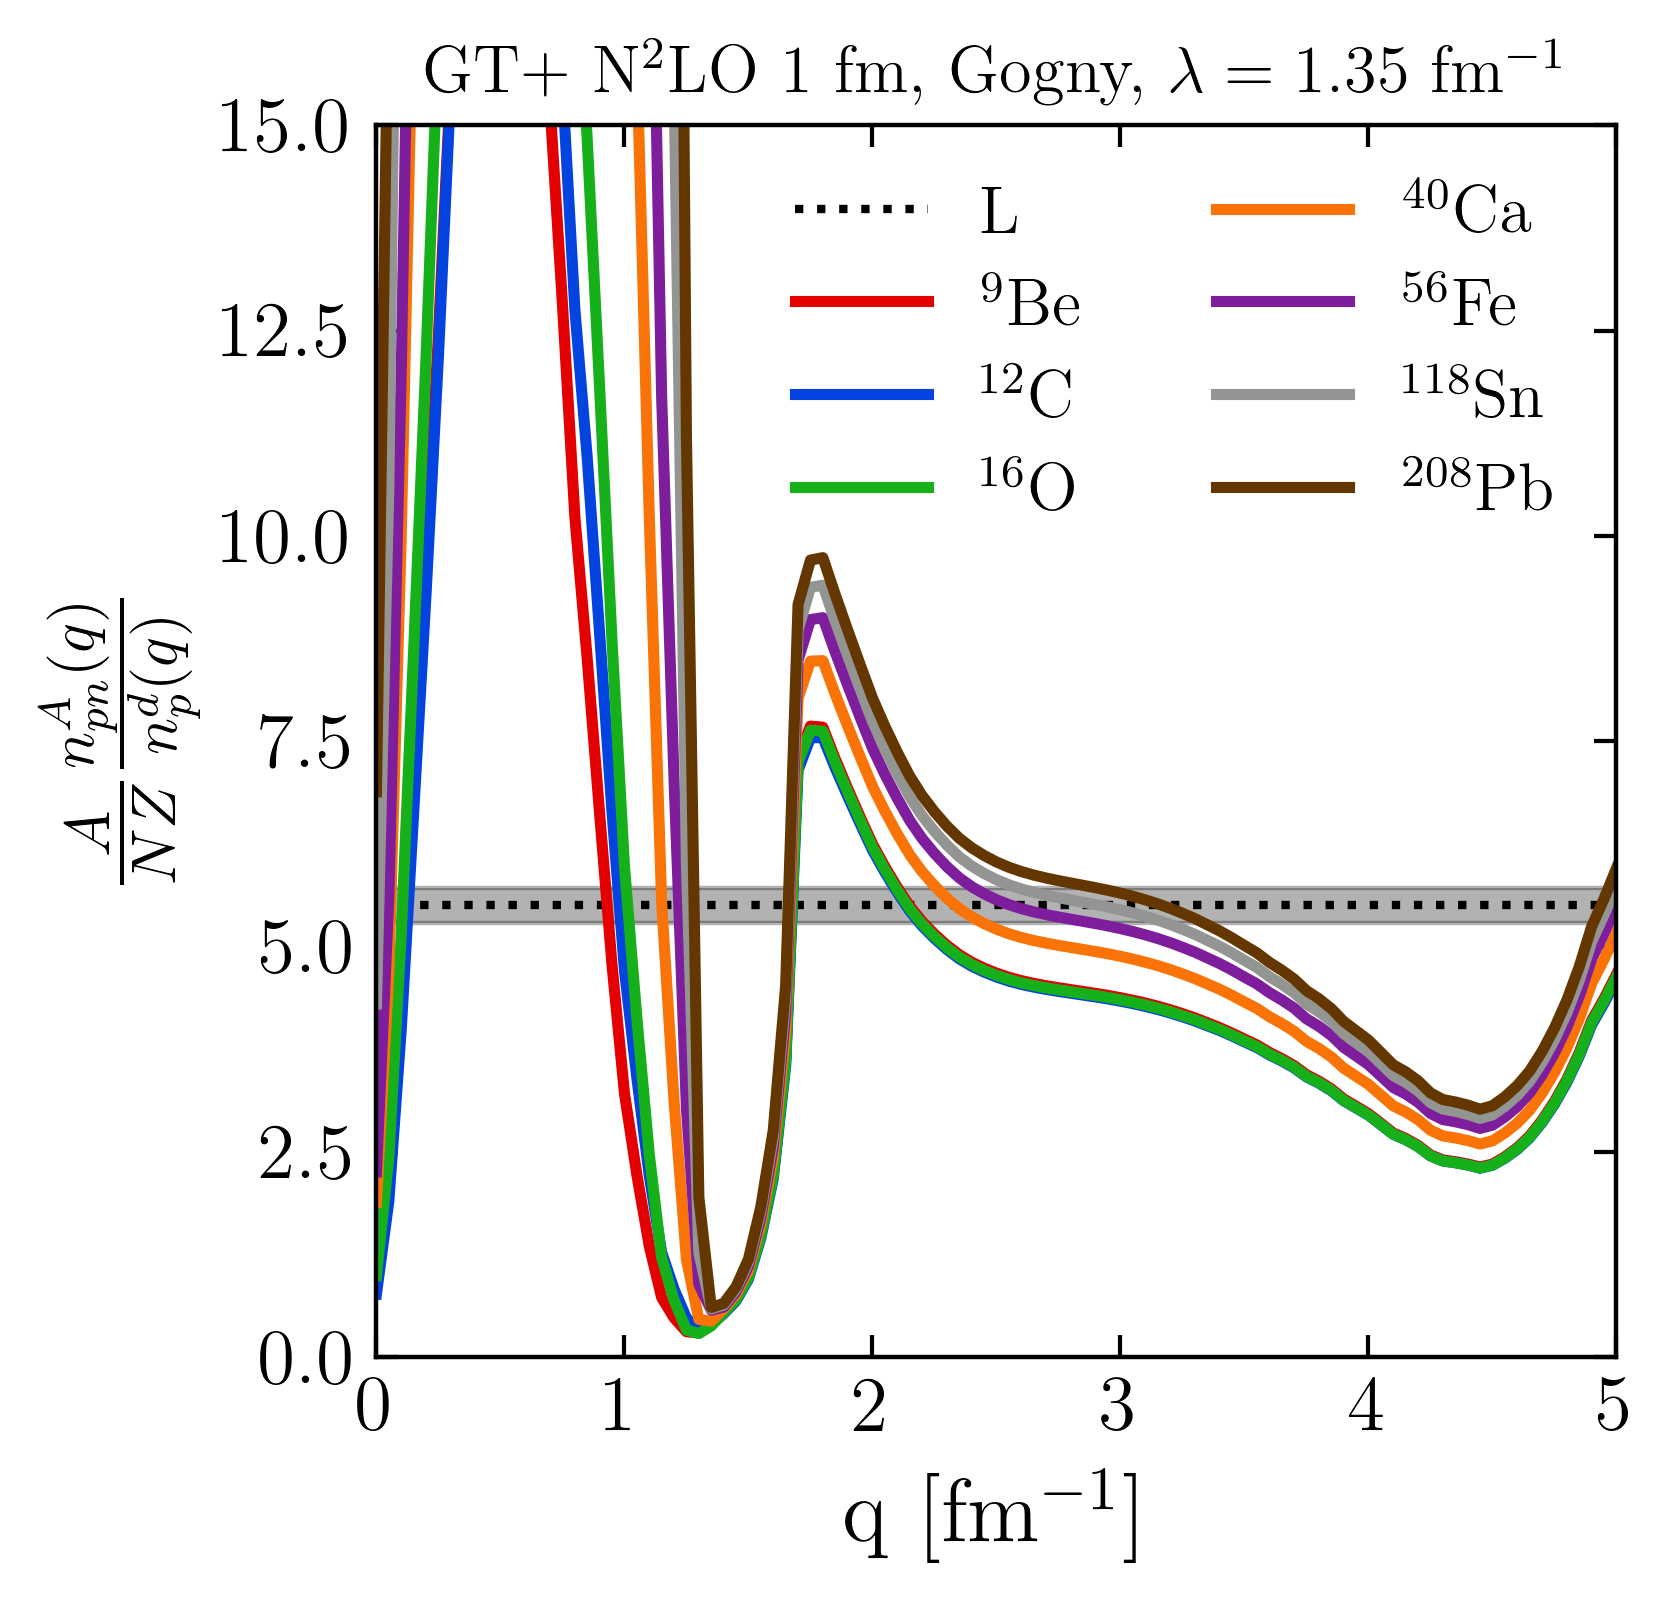 GT+ N²LO 1 fm, Gogny, λ = 1.35 fm⁻¹
15.0
12.5
10.0
7.5
5.0
2.5
0.0
A/NZ n^A_pn(q)/n^d_p(q)
L
⁹Be
¹²C
¹⁶O
⁴⁰Ca
⁵⁶Fe
¹¹⁸Sn
²⁰⁸Pb
0 1 2 3 4 5
q [fm⁻¹]